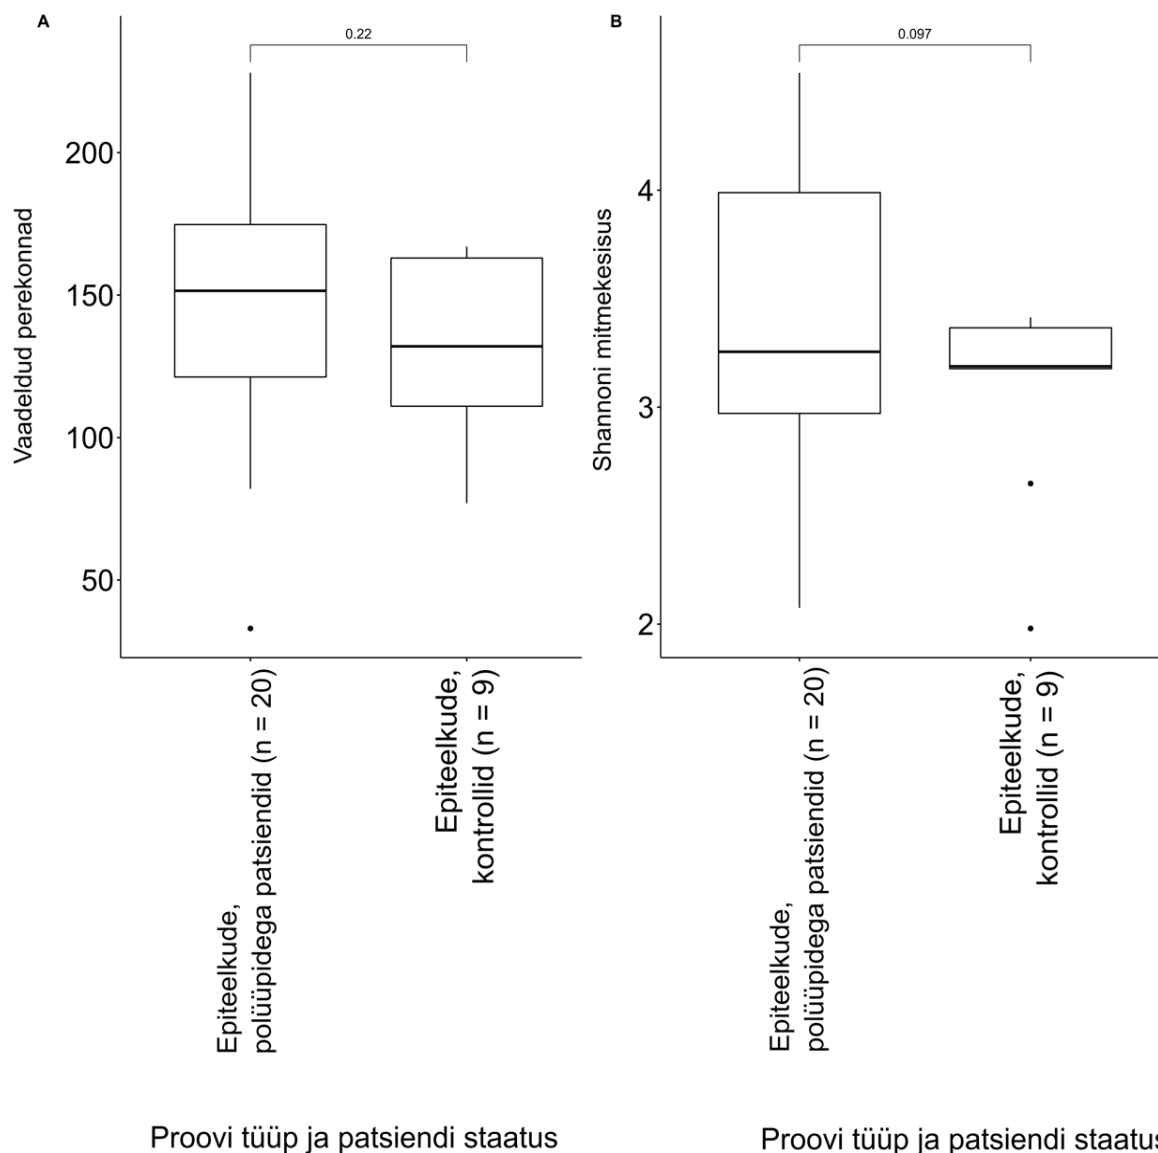 A
0.22
Vaadeldud perekonnad
200
150
100
50
Epiteelkude,
polüüpidega patsiendid (n = 20)
Epiteelkude,
kontrollid (n = 9)
Proovi tüüp ja patsiendi staatus
B
0.097
Shannoni mitmekesisus
4
3
2
Epiteelkude,
polüüpidega patsiendid (n = 20)
Epiteelkude,
kontrollid (n = 9)
Proovi tüüp ja patsiendi staatus